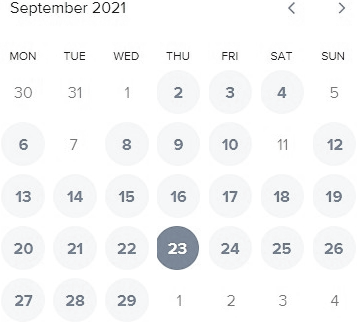 September 2021
MON TUE WED THU FRI SAT SUN
30 31 1 2 3 4 5
6 7 8 9 10 11 12
13 14 15 16 17 18 19
20 21 22 23 24 25 26
27 28 29 1 2 3 4